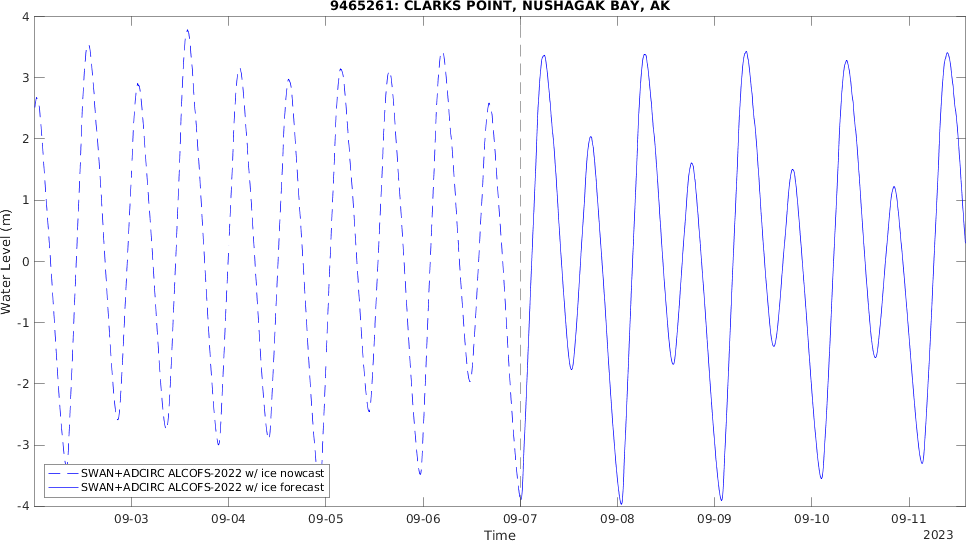 9465261: CLARKS POINT, NUSHAGAK BAY, AK
Water Level (m)
4
3
2
1
0
-1
-2
-3
-4
SWAN+ADCIRC ALCOFS-2022 w/ ice nowcast
SWAN+ADCIRC ALCOFS-2022 w/ ice forecast
09-03 09-04 09-05 09-06 09-07 09-08 09-09 09-10 09-11
Time
2023